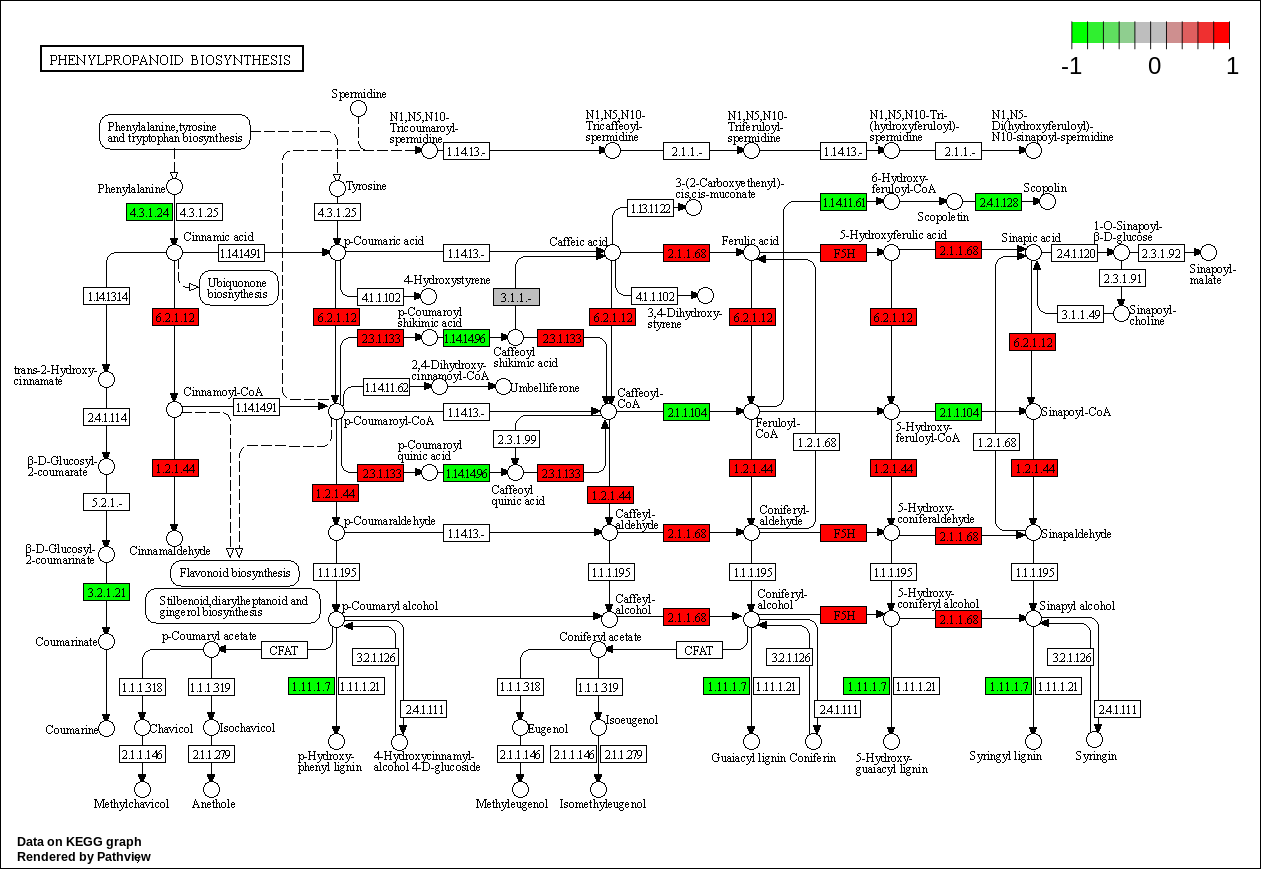 PHENYLPROPANOID BIOSYNTHESIS
-1 0 1
Spermidine
Phenylalanine,tyrosine
and tryptophan biosynthesis
N1,N5,N10-
Tricoumaroyl-
spermidine
1.14.13.-
N1,N5,N10-
Tricaffeoyl-
spermidine
2.1.1.-
N1,N5,N10-
Triferuloyl-
spermidine
1.14.13.-
N1,N5,N10-Tri-
(hydroxyferuloyl)-
spermidine
2.1.1.-
N1,N5-
Di(hydroxyferuloyl)-
N10-sinapoyl-spermidine
Phenylalanine
Tyrosine
3-(2-Carboxyethenyl)-
cis,cis-muconate
6-Hydroxy-
feruloyl-CoA
Scopolin
4.3.1.24 4.3.1.25
4.3.1.25
1.13.11.22
1.14.11.61
2.4.1.128
Scopoletin
Cinnamic acid
1.14.14.91
p-Coumaric acid
1.14.13.-
Caffeic acid
2.1.1.68
Ferulic acid
F5H
5-Hydroxyferulic acid
2.1.1.68
Sinapic acid
2.4.1.120
1-O-Sinapoyl-
β-D-glucose
2.3.1.92
Sinapoyl-
malate
2.3.1.91
Ubiquonone
biosnythesis
1.14.13.14
4-Hydroxystyrene
4.1.1.102
3.1.1.-
4.1.1.102
3,4-Dihydroxy-
styrene
3.1.1.49
Sinapoyl-
choline
6.2.1.12
6.2.1.12
p-Coumaroyl
shikimic acid
6.2.1.12
6.2.1.12
6.2.1.12
6.2.1.12
2.3.1.133
1.14.14.96
2.3.1.133
Caffeoyl
shikimic acid
trans-2-Hydroxy-
cinnamate
2,4-Dihydroxy-
cinnamoyl-CoA
1.14.11.62
Umbelliferone
Cinnamoyl-CoA
1.14.14.91
p-Coumaroyl-CoA
1.14.13.-
Caffeoyl-
CoA
2.1.1.104
Feruloyl-
CoA
5-Hydroxy-
feruloyl-CoA
2.1.1.104
Sinapoyl-CoA
2.4.1.114
2.3.1.99
1.2.1.68
1.2.1.68
β-D-Glucosyl-
2-coumarate
p-Coumaroyl
quinic acid
1.2.1.44
2.3.1.133
1.14.14.96
2.3.1.133
1.2.1.44
1.2.1.44
1.2.1.44
Caffeoyl
quinic acid
1.2.1.44
1.2.1.44
5.2.1.-
p-Coumaraldehyde
1.14.13.-
Caffeyl-
aldehyde
2.1.1.68
Coniferyl-
aldehyde
F5H
5-Hydroxy-
coniferaldehyde
2.1.1.68
Sinapaldehyde
β-D-Glucosyl-
2-coumarinate
Cinnamaldehyde
Flavonoid biosynthesis
1.1.1.195
1.1.1.195
1.1.1.195
1.1.1.195
1.1.1.195
3.2.1.21
Stilbenoid,diarylheptanoid and
gingerol biosynthesis
p-Coumaryl alcohol
Caffeyl-
alcohol
2.1.1.68
Coniferyl-
alcohol
F5H
5-Hydroxy-
coniferyl alcohol
2.1.1.68
Sinapyl alcohol
Coumarinate
p-Coumaryl acetate
CFAT
Coniferyl acetate
CFAT
3.2.1.126
3.2.1.126
3.2.1.126
1.1.1.318
1.1.1.319
1.11.1.7 1.11.1.21
1.1.1.318
1.1.1.319
1.11.1.7 1.11.1.21
1.11.1.7 1.11.1.21
1.11.1.7 1.11.1.21
2.4.1.111
2.4.1.111
2.4.1.111
Coumarine
Chavicol
Isochavicol
Eugenol
Isoeugenol
2.1.1.146
2.1.1.279
2.1.1.146
2.1.1.146 2.1.1.279
p-Hydroxy-
phenyl lignin
4-Hydroxycinnamyl-
alcohol 4-D-glucoside
Guaiacyl lignin
Coniferin
5-Hydroxy-
guaiacyl lignin
Syringyl lignin
Syringin
Methylchavicol
Anethole
Methyleugenol
Isomethyleugenol
Data on KEGG graph
Rendered by Pathview